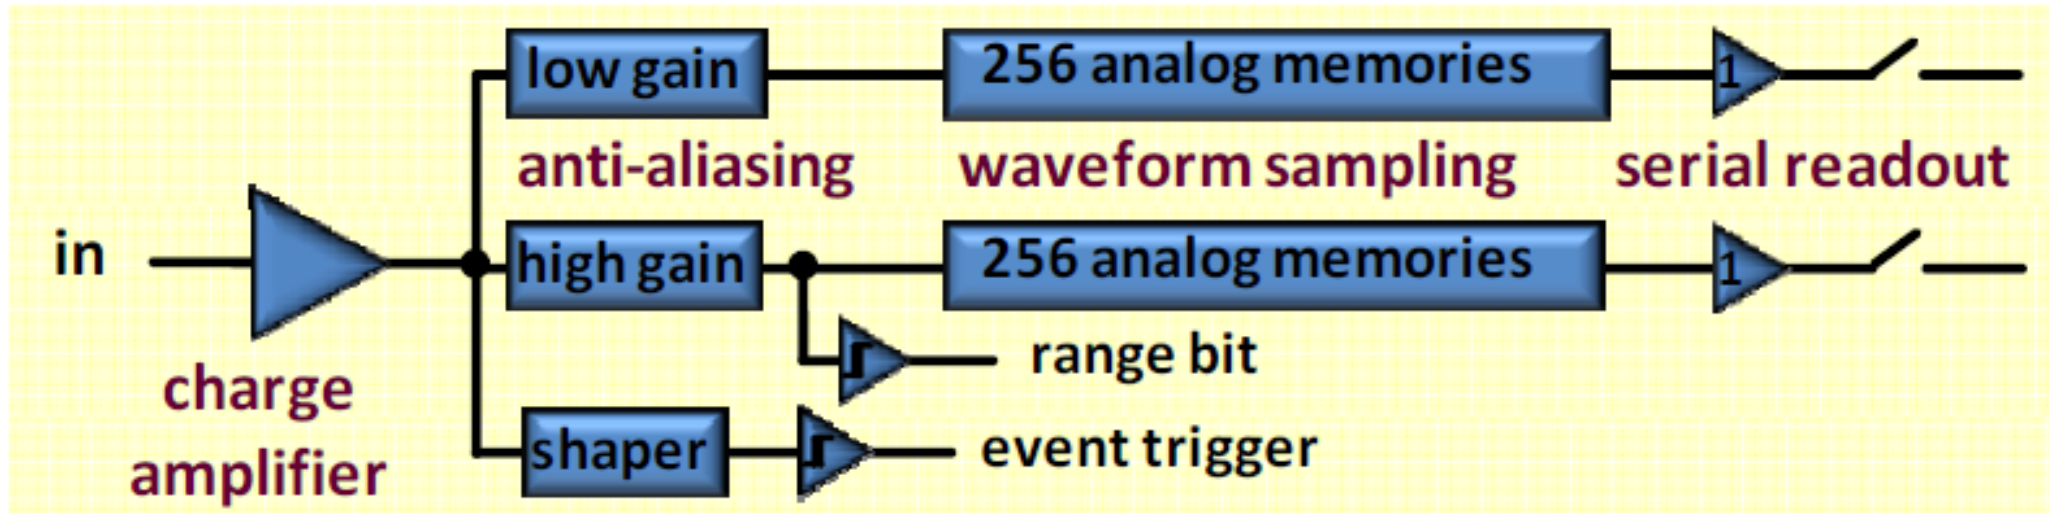 low gain
256 analog memories
1
anti-aliasing
waveform sampling
serial readout
in
high gain
256 analog memories
1
range bit
charge
amplifier
shaper
event trigger